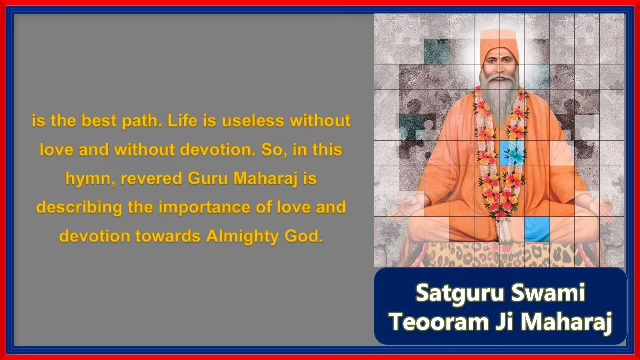 is the best path. Life is useless without
love and without devotion. So, in this
hymn, revered Guru Maharaj is
describing the importance of love and
devotion towards Almighty God.
Satguru Swami
Teooram Ji Maharaj